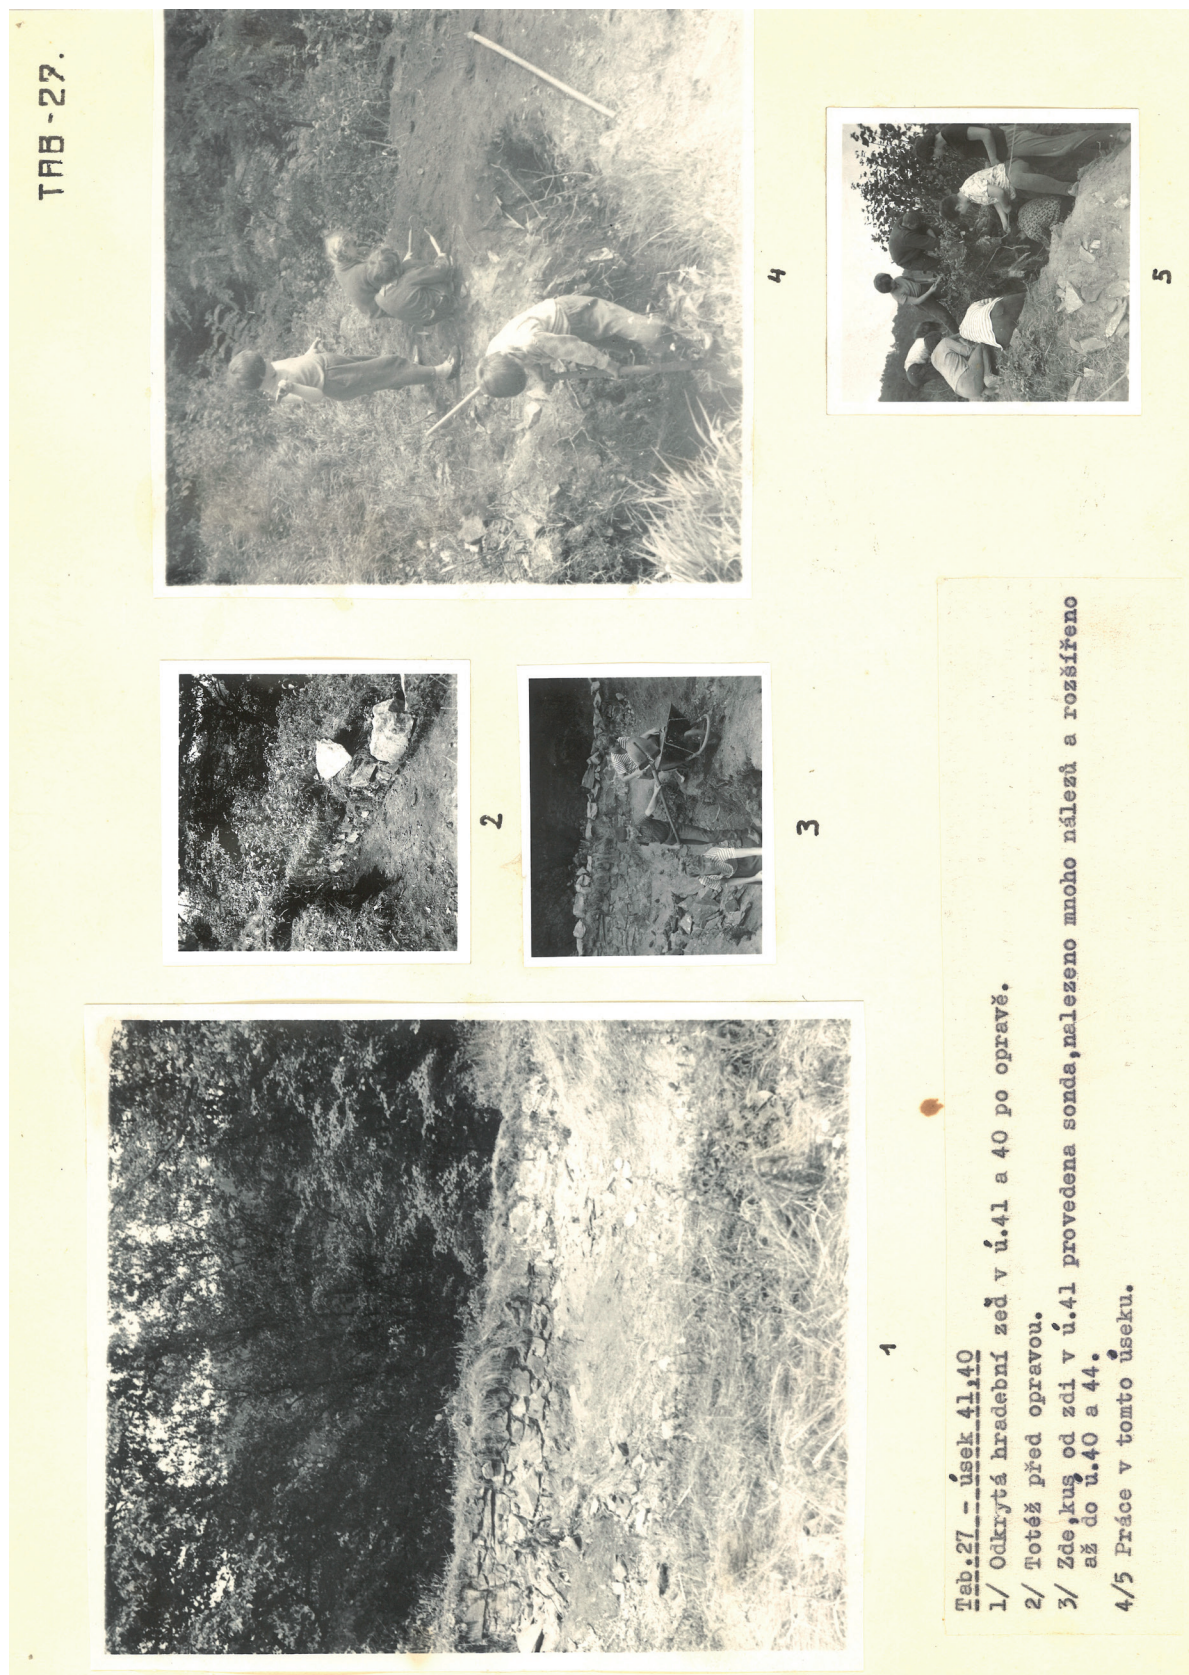 TAB-27.
1
2
3
4
5
Tab.27 -- úsek 41,40
1/ Odkrytá hradební zeď v ú.41 a 40 po opravě.
2/ Totéž před opravou.
3/ Zde,kus od zdi v ú.41 provedena sonda,nalezeno mnoho nálezů a rozšířeno
až do ú.40 a 44.
4/5 Práce v tomto úseku.